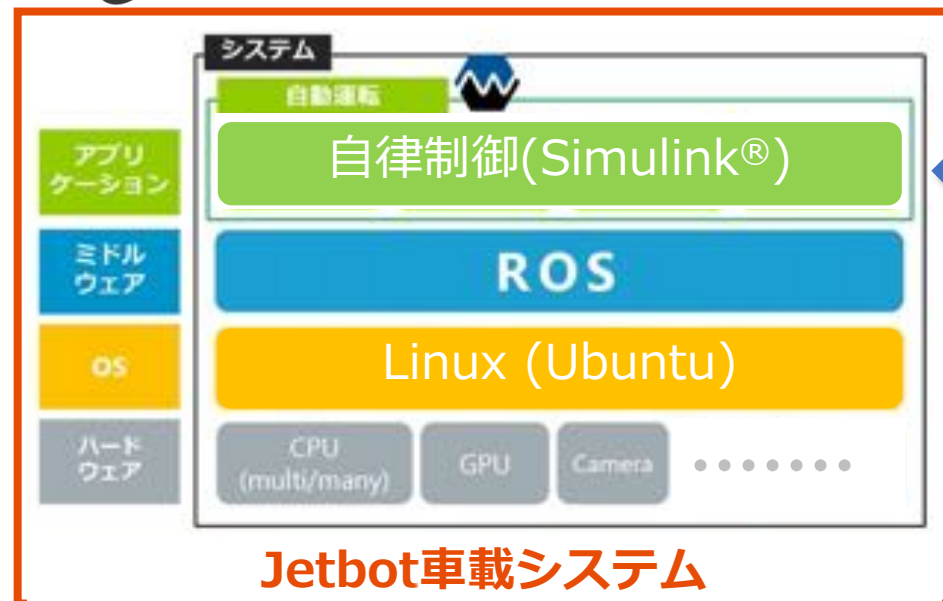 システム
自動運転
アプリ
ケーション
自律制御(Simulink®)
ミドル
ウェア
ROS
OS
Linux (Ubuntu)
ハード
ウェア
CPU
(multi/many)
GPU
Camera
•••••••
Jetbot車載システム